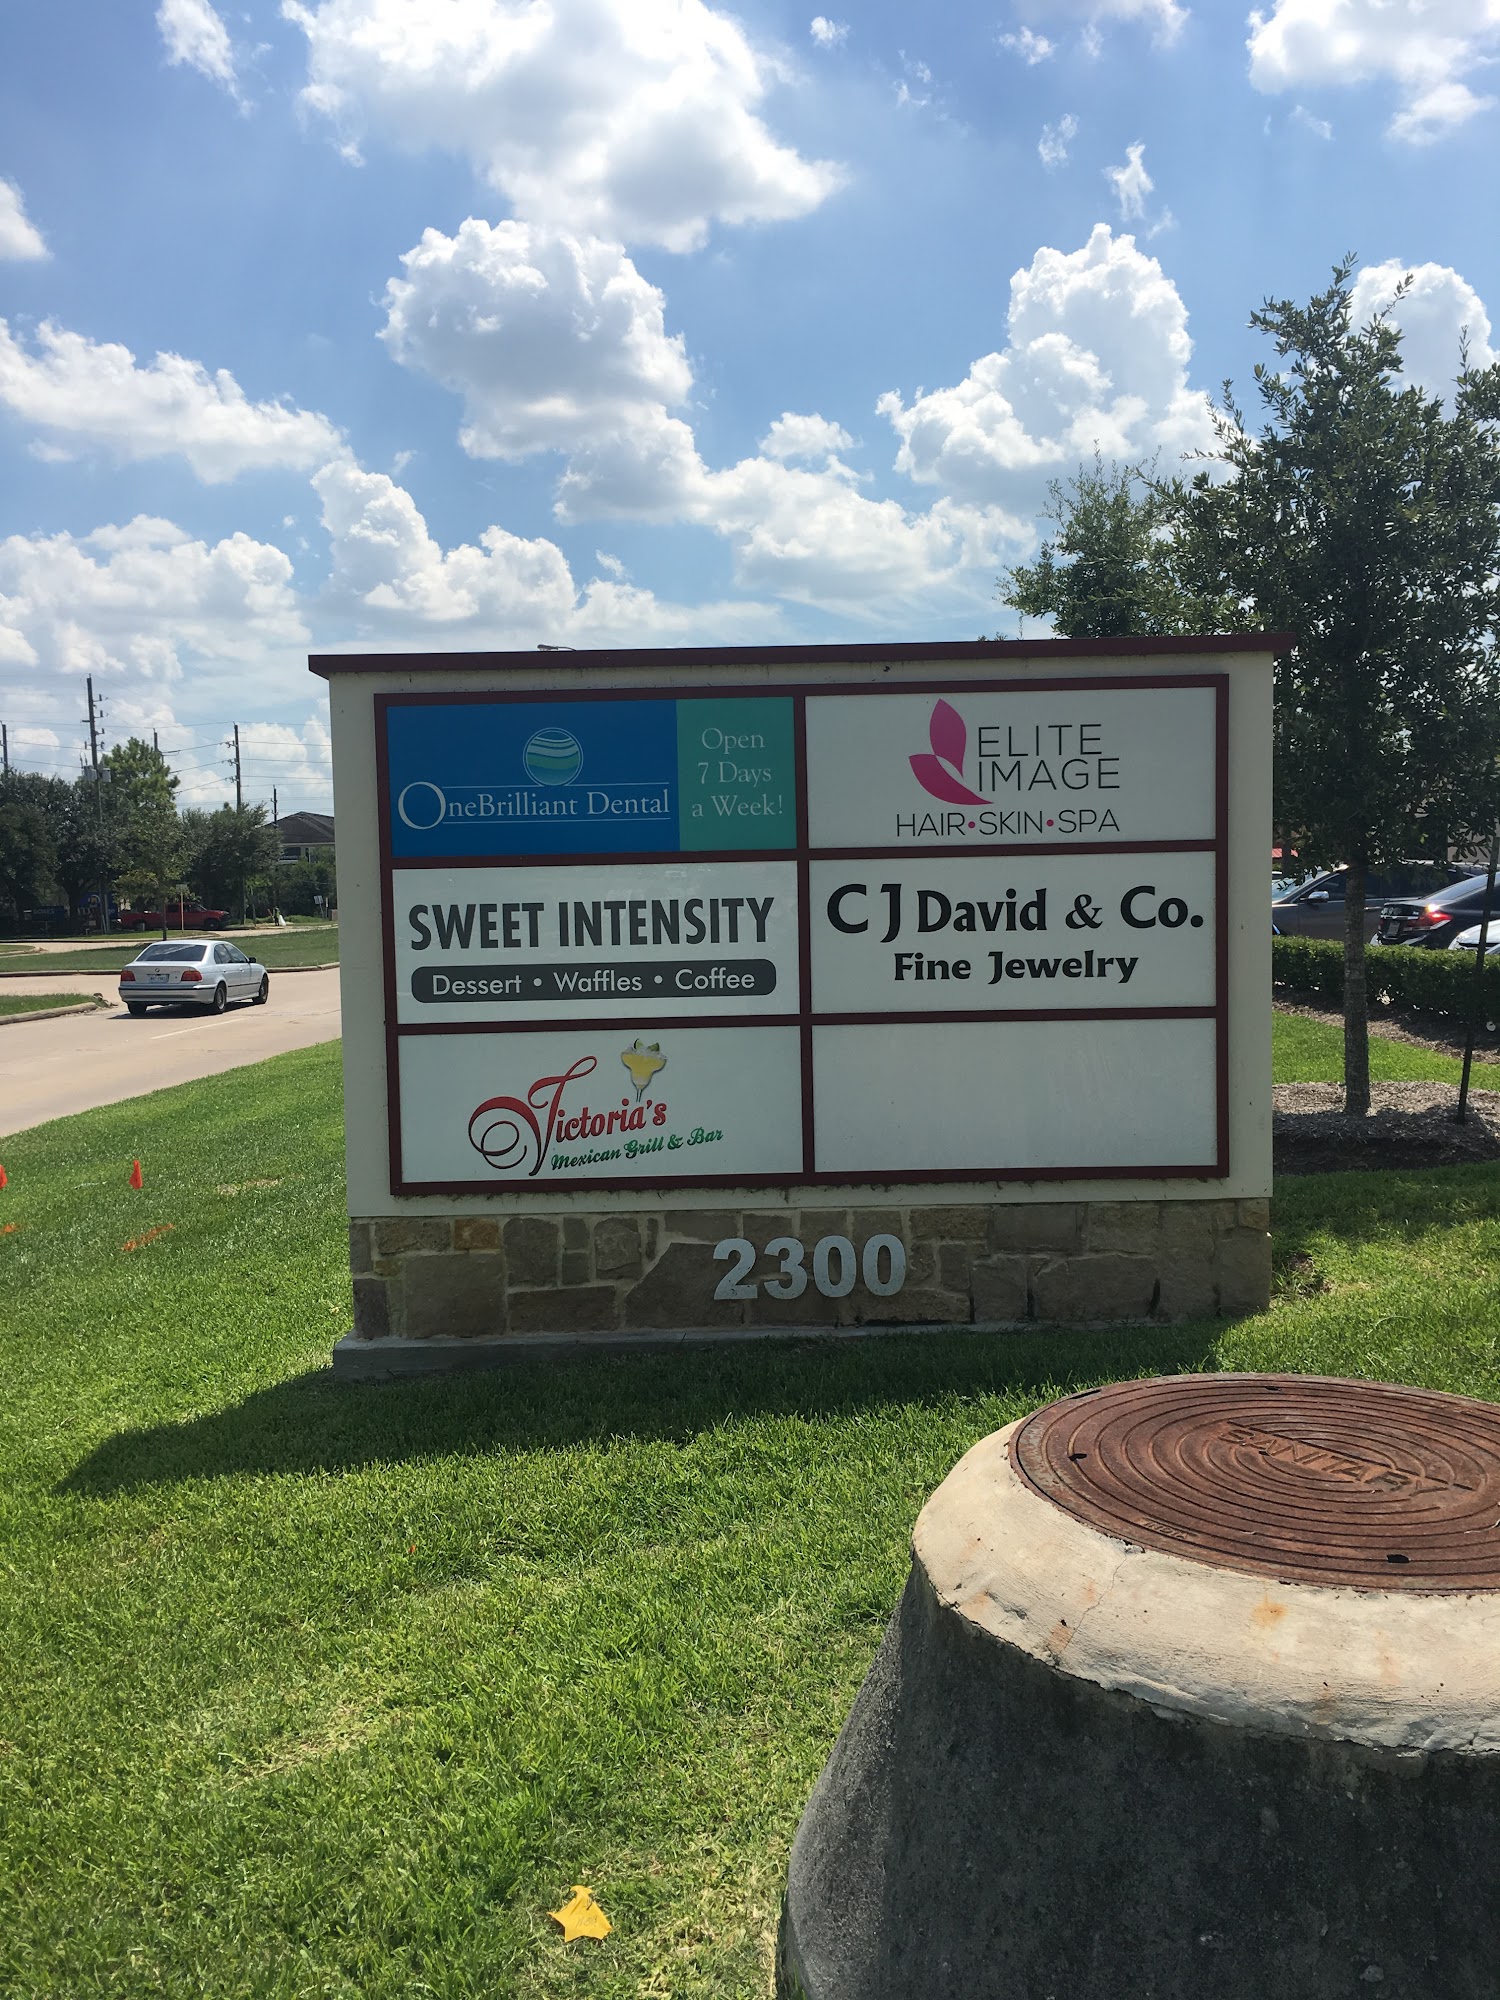 OneBrilliant Dental
Open
7 Days
a Week!
ELITE
IMAGE
HAIR•SKIN•SPA
SWEET INTENSITY
Dessert • Waffles • Coffee
C J David & Co.
Fine Jewelry
Victoria's
Mexican Grill & Bar
2300
SANITARY